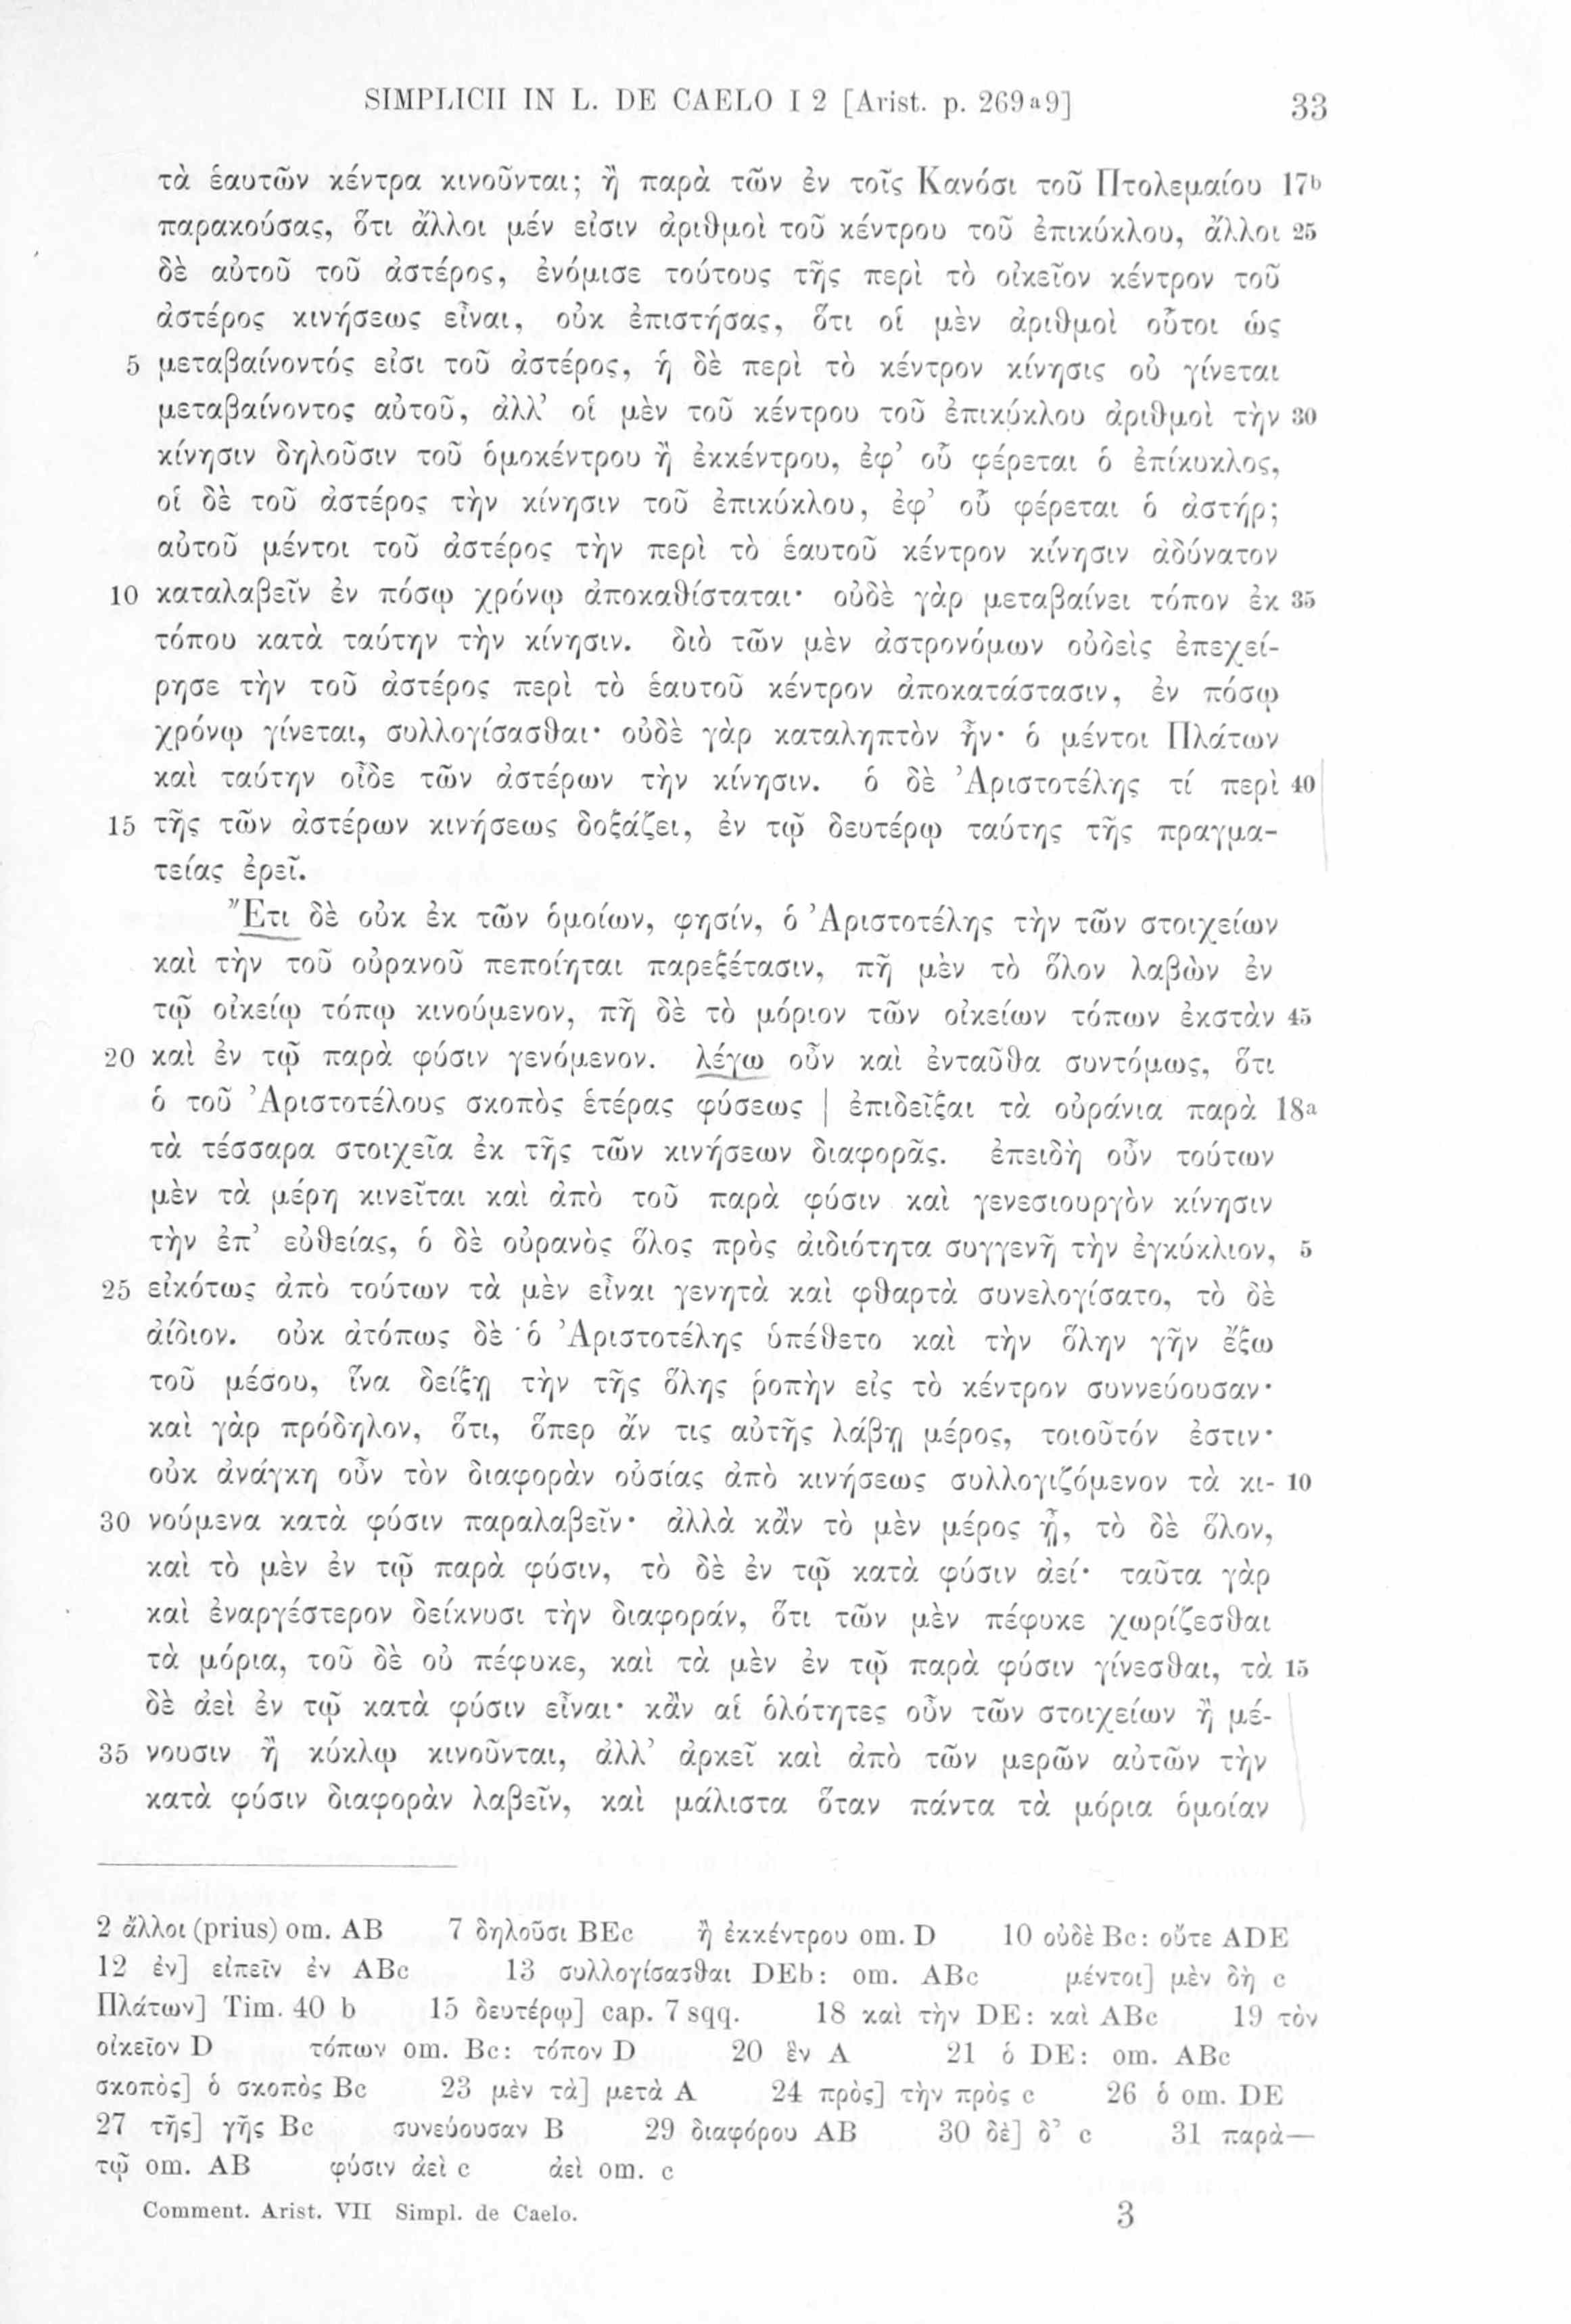 SIMPLICII IN L. DE CAELO I 2 [Arist. p. 269 a 9] 33
τὰ ἑαυτῶν κέντρα κινοῦνται; ἢ παρὰ τῶν ἐν τοῖς Κανόσι τοῦ Πτολεμαίου 17b
παρακούσας, ὅτι ἄλλοι μέν εἰσιν ἀριθμοὶ τοῦ κέντρου τοῦ ἐπικύκλου, ἄλλοι 25
δὲ αὐτοῦ τοῦ ἀστέρος, ἐνόμισε τούτους τῆς περὶ τὸ οἰκεῖον κέντρον τοῦ
ἀστέρος κινήσεως εἶναι, οὐκ ἐπιστήσας, ὅτι οἱ μὲν ἀριθμοὶ οὗτοι ὡς
5 μεταβαίνοντός εἰσι τοῦ ἀστέρος, ἡ δὲ περὶ τὸ κέντρον κίνησις οὐ γίνεται
μεταβαίνοντος αὐτοῦ, ἀλλ’ οἱ μὲν τοῦ κέντρου τοῦ ἐπικύκλου ἀριθμοὶ τὴν 30
κίνησιν δηλοῦσιν τοῦ ὁμοκέντρου ἢ ἐκκέντρου, ἐφ’ οὗ φέρεται ὁ ἐπίκυκλος,
οἱ δὲ τοῦ ἀστέρος τὴν κίνησιν τοῦ ἐπικύκλου, ἐφ’ οὗ φέρεται ὁ ἀστήρ;
αὐτοῦ μέντοι τοῦ ἀστέρος τὴν περὶ τὸ ἑαυτοῦ κέντρον κίνησιν ἀδύνατον
10 καταλαβεῖν ἐν πόσῳ χρόνῳ ἀποκαθίσταται· οὐδὲ γὰρ μεταβαίνει τόπον ἐκ 35
τόπου κατὰ ταύτην τὴν κίνησιν. διὸ τῶν μὲν ἀστρονόμων οὐδεὶς ἐπεχεί-
ρησε τὴν τοῦ ἀστέρος περὶ τὸ ἑαυτοῦ κέντρον ἀποκατάστασιν, ἐν πόσῳ
χρόνῳ γίνεται, συλλογίσασθαι· οὐδὲ γὰρ καταληπτὸν ἦν· ὁ μέντοι Πλάτων
καὶ ταύτην οἶδε τῶν ἀστέρων τὴν κίνησιν. ὁ δὲ Ἀριστοτέλης τί περὶ 40
15 τῆς τῶν ἀστέρων κινήσεως δοξάζει, ἐν τῷ δευτέρῳ ταύτης τῆς πραγμα-
τείας ἐρεῖ.
Ἔτι δὲ οὐκ ἐκ τῶν ὁμοίων, φησίν, ὁ Ἀριστοτέλης τὴν τῶν στοιχείων
καὶ τὴν τοῦ οὐρανοῦ πεποίηται παρεξέτασιν, πῆ μὲν τὸ ὅλον λαβὼν ἐν
τῷ οἰκείῳ τόπῳ κινούμενον, πῆ δὲ τὸ μόριον τῶν οἰκείων τόπων ἐκστὰν 45
20 καὶ ἐν τῷ παρὰ φύσιν γενόμενον. λέγω οὖν καὶ ἐνταῦθα συντόμως, ὅτι
ὁ τοῦ Ἀριστοτέλους σκοπὸς ἑτέρας φύσεως | ἐπιδεῖξαι τὰ οὐράνια παρὰ 18a
τὰ τέσσαρα στοιχεῖα ἐκ τῆς τῶν κινήσεων διαφορᾶς. ἐπειδὴ οὖν τούτων
μὲν τὰ μέρη κινεῖται καὶ ἀπὸ τοῦ παρὰ φύσιν καὶ γενεσιουργὸν κίνησιν
τὴν ἐπ’ εὐθείας, ὁ δὲ οὐρανὸς ὅλος πρὸς ἀιδιότητα συγγενῆ τὴν ἐγκύκλιον, 5
25 εἰκότως ἀπὸ τούτων τὰ μὲν εἶναι γενητὰ καὶ φθαρτὰ συνελογίσατο, τὸ δὲ
ἀίδιον. οὐκ ἀτόπως δὲ ὁ Ἀριστοτέλης ὑπέθετο καὶ τὴν ὅλην γῆν ἔξω
τοῦ μέσου, ἵνα δείξῃ τὴν τῆς ὅλης ῥοπὴν εἰς τὸ κέντρον συννεύουσαν·
καὶ γὰρ πρόδηλον, ὅτι, ὅπερ ἄν τις αὐτῆς λάβῃ μέρος, τοιοῦτόν ἐστιν·
οὐκ ἀνάγκη οὖν τὸν διαφορὰν οὐσίας ἀπὸ κινήσεως συλλογιζόμενον τὰ κι- 10
30 νούμενα κατὰ φύσιν παραλαβεῖν· ἀλλὰ κἂν τὸ μὲν μέρος ᾖ, τὸ δὲ ὅλον,
καὶ τὸ μὲν ἐν τῷ παρὰ φύσιν, τὸ δὲ ἐν τῷ κατὰ φύσιν ἀεί· ταῦτα γὰρ
καὶ ἐναργέστερον δείκνυσι τὴν διαφοράν, ὅτι τῶν μὲν πέφυκε χωρίζεσθαι
τὰ μόρια, τοῦ δὲ οὐ πέφυκε, καὶ τὰ μὲν ἐν τῷ παρὰ φύσιν γίνεσθαι, τὰ 15
δὲ ἀεὶ ἐν τῷ κατὰ φύσιν εἶναι· κἂν αἱ ὁλότητες οὖν τῶν στοιχείων ἢ μέ-
35 νουσιν ἢ κύκλῳ κινοῦνται, ἀλλ’ ἀρκεῖ καὶ ἀπὸ τῶν μερῶν αὐτῶν τὴν
κατὰ φύσιν διαφορὰν λαβεῖν, καὶ μάλιστα ὅταν πάντα τὰ μόρια ὁμοίαν
2 ἄλλοι (prius) om. AB 7 δηλοῦσι BEc ἢ ἐκκέντρου om. D 10 οὐδὲ Bc: οὔτε ADE
12 ἐν] εἰπεῖν ἐν ABc 13 συλλογίσασθαι DEb: om. ABc μέντοι] μὲν δὴ c
Πλάτων] Tim. 40 b 15 δευτέρῳ] cap. 7 sqq. 18 καὶ τὴν DE: καὶ ABc 19 τὸν
οἰκεῖον D τόπων om. Bc: τόπον D 20 ἓν A 21 ὁ DE: om. ABc
σκοπὸς] ὁ σκοπὸς Bc 23 μὲν τὰ] μετὰ A 24 πρὸς] τὴν πρὸς c 26 ὁ om. DE
27 τῆς] γῆς Bc συνεύουσαν B 29 διαφόρου AB 30 δὲ] δ’ c 31 παρὰ—
τῷ om. AB φύσιν ἀεὶ c ἀεὶ om. c
Comment. Arist. VII Simpl. de Caelo. 3